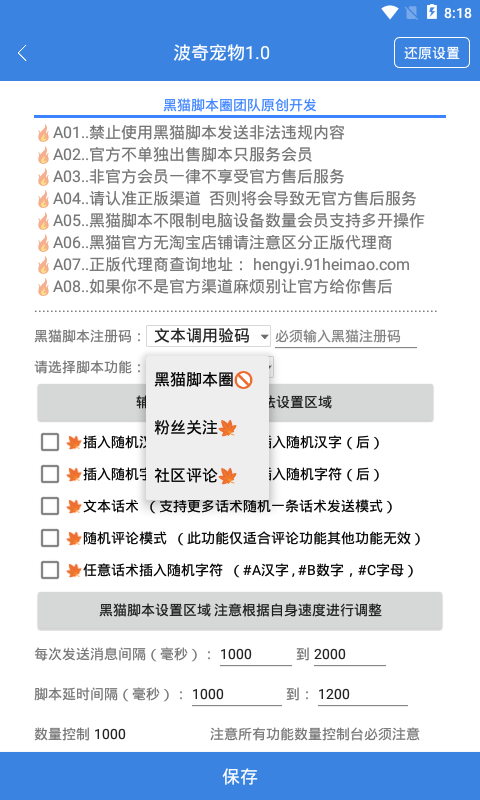 8:18
波奇宠物1.0
还原设置
黑猫脚本圈团队原创开发
A01..禁止使用黑猫脚本发送非法违规内容
A02..官方不单独出售脚本只服务会员
A03..非官方会员一律不享受官方售后服务
A04..请认准正版渠道 否则将会导致无官方售后服务
A05..黑猫脚本不限制电脑设备数量会员支持多开操作
A06..黑猫官方无淘宝店铺请注意区分正版代理商
A07..正版代理商查询地址： hengyi.91heimao.com
A08..如果你不是官方渠道麻烦别让官方给你售后
黑猫脚本注册码： 文本调用验码 必须输入黑猫注册码
请选择脚本功能：
黑猫脚本圈
粉丝关注
社区评论
设置区域
插入随机 插入随机汉字（后）
插入随机字 插入随机字符（后）
文本话术 （支持更多话术随机一条话术发送模式）
随机评论模式 （此功能仅适合评论功能其他功能无效）
任意话术插入随机字符 （#A汉字,#B数字，#C字母）
黑猫脚本设置区域 注意根据自身速度进行调整
每次发送消息间隔（毫秒）： 1000 到 2000
脚本延时间隔（毫秒）： 1000 到： 1200
数量控制 1000 注意所有功能数量控制台必须注意
保存